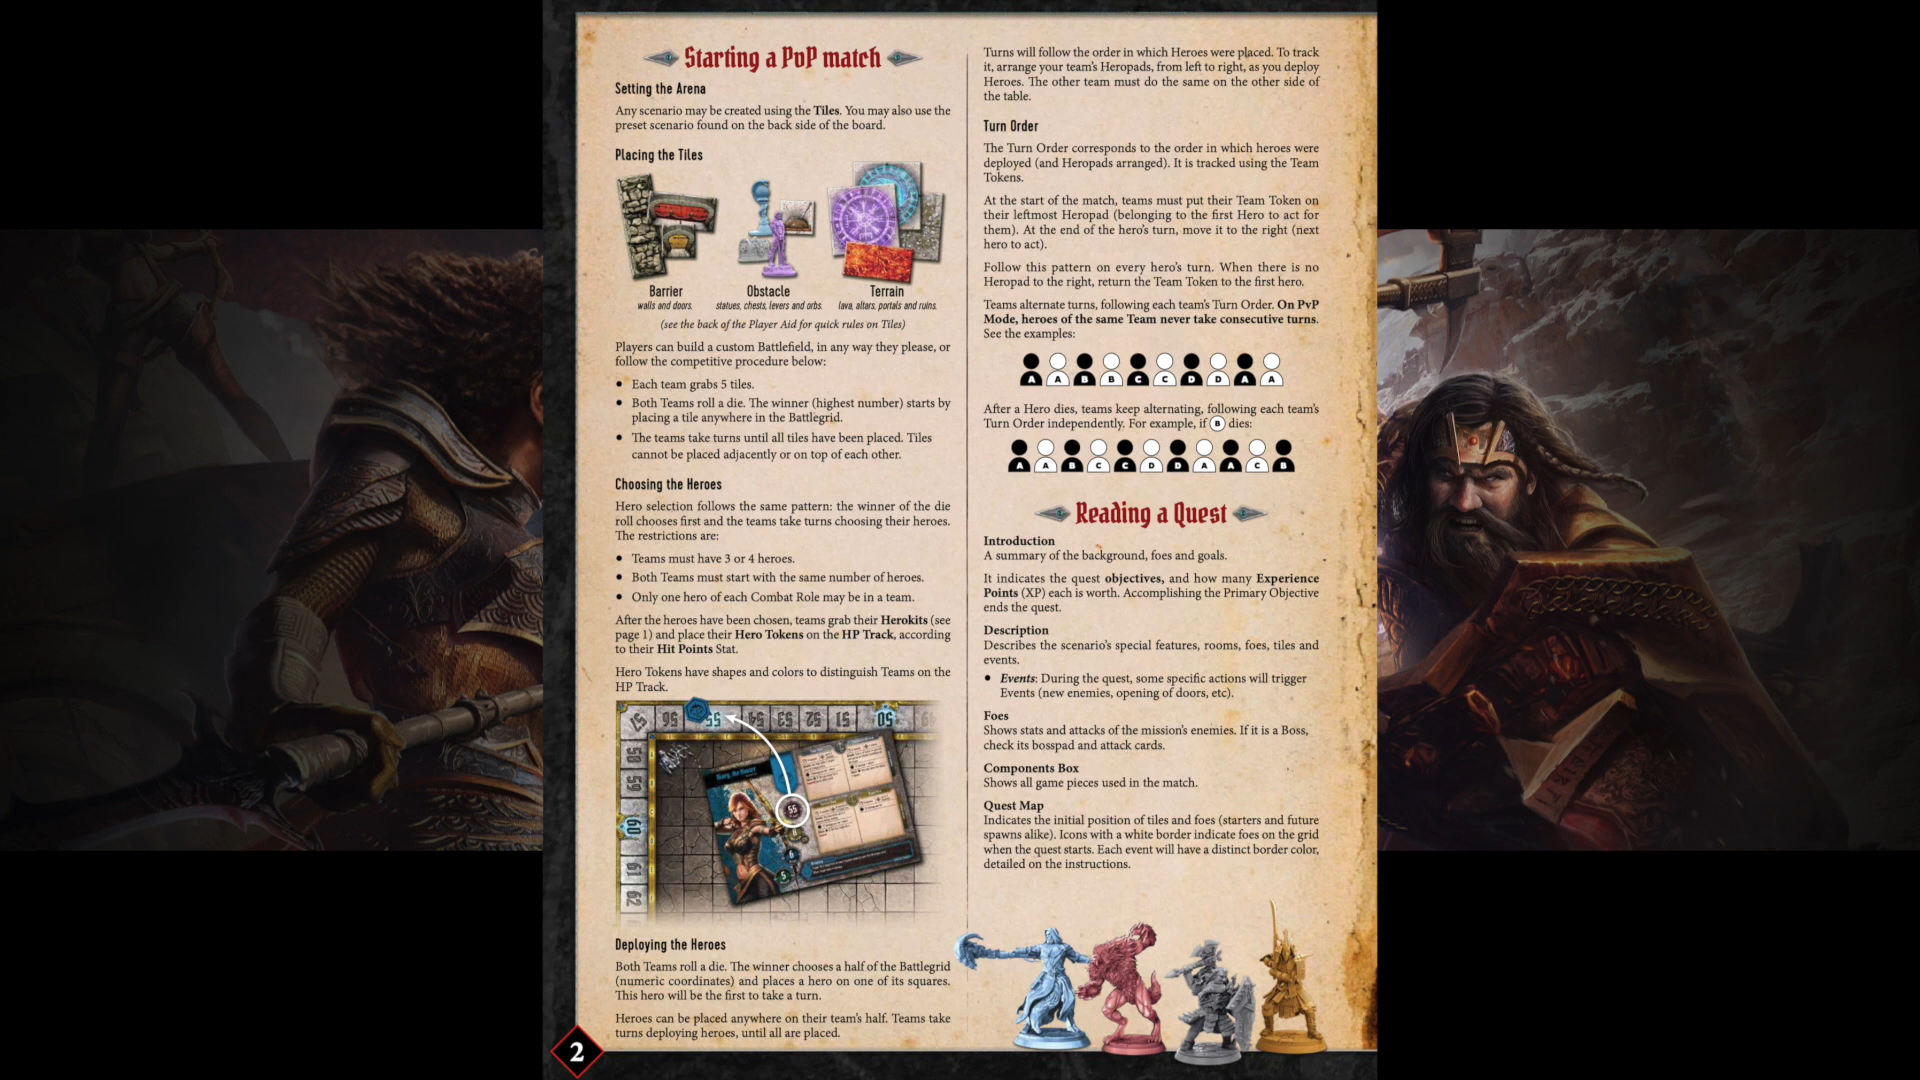 Starting a PvP match
Setting the Arena
Any scenario may be created using the Tiles. You may also use the
preset scenario found on the back side of the board.
Placing the Tiles
Barrier
walls and doors.
Obstacle
statues, chests, levers and orbs.
Terrain
lava, altars, portals and ruins.
(see the back of the Player Aid for quick rules on Tiles)
Players can build a custom Battlefield, in any way they please, or
follow the competitive procedure below:
• Each team grabs 5 tiles.
• Both Teams roll a die. The winner (highest number) starts by
placing a tile anywhere in the Battlegrid.
• The teams take turns until all tiles have been placed. Tiles
cannot be placed adjacently or on top of each other.
Choosing the Heroes
Hero selection follows the same pattern: the winner of the die
roll chooses first and the teams take turns choosing their heroes.
The restrictions are:
• Teams must have 3 or 4 heroes.
• Both Teams must start with the same number of heroes.
• Only one hero of each Combat Role may be in a team.
After the heroes have been chosen, teams grab their Herokits (see
page 1) and place their Hero Tokens on the HP Track, according
to their Hit Points Stat.
Hero Tokens have shapes and colors to distinguish Teams on the
HP Track.
57 56 55 54 53 52 51 50 49
58
59
60
61
62
55
6
5
Deploying the Heroes
Both Teams roll a die. The winner chooses a half of the Battlegrid
(numeric coordinates) and places a hero on one of its squares.
This hero will be the first to take a turn.
Heroes can be placed anywhere on their team's half. Teams take
turns deploying heroes, until all are placed.
2
Turns will follow the order in which Heroes were placed. To track
it, arrange your team's Heropads, from left to right, as you deploy
Heroes. The other team must do the same on the other side of
the table.
Turn Order
The Turn Order corresponds to the order in which heroes were
deployed (and Heropads arranged). It is tracked using the Team
Tokens.
At the start of the match, teams must put their Team Token on
their leftmost Heropad (belonging to the first Hero to act for
them). At the end of the hero's turn, move it to the right (next
hero to act).
Follow this pattern on every hero's turn. When there is no
Heropad to the right, return the Team Token to the first hero.
Teams alternate turns, following each team's Turn Order. On PvP
Mode, heroes of the same Team never take consecutive turns.
See the examples:
A A B B C C D D A A
After a Hero dies, teams keep alternating, following each team's
Turn Order independently. For example, if B dies:
A A B C C D D A A C B
Reading a Quest
Introduction
A summary of the background, foes and goals.
It indicates the quest objectives, and how many Experience
Points (XP) each is worth. Accomplishing the Primary Objective
ends the quest.
Description
Describes the scenario's special features, rooms, foes, tiles and
events.
• Events: During the quest, some specific actions will trigger
Events (new enemies, opening of doors, etc).
Foes
Shows stats and attacks of the mission's enemies. If it is a Boss,
check its bosspad and attack cards.
Components Box
Shows all game pieces used in the match.
Quest Map
Indicates the initial position of tiles and foes (starters and future
spawns alike). Icons with a white border indicate foes on the grid
when the quest starts. Each event will have a distinct border color,
detailed on the instructions.